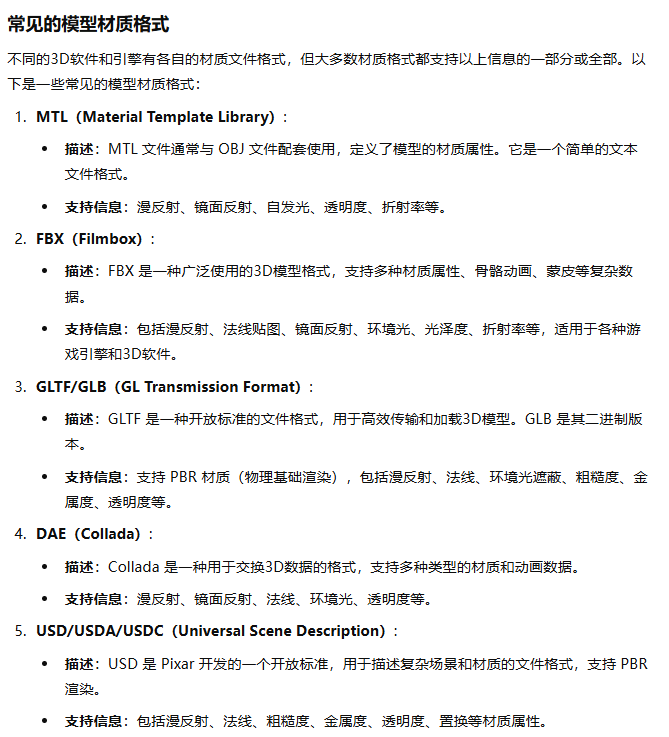 常见的模型材质格式
不同的3D软件和引擎有各自的材质文件格式，但大多数材质格式都支持以上信息的一部分或全部。以
下是一些常见的模型材质格式：
1. MTL（Material Template Library）:
• 描述：MTL 文件通常与 OBJ 文件配套使用，定义了模型的材质属性。它是一个简单的文本
文件格式。
• 支持信息：漫反射、镜面反射、自发光、透明度、折射率等。
2. FBX（Filmbox）:
• 描述：FBX 是一种广泛使用的3D模型格式，支持多种材质属性、骨骼动画、蒙皮等复杂数
据。
• 支持信息：包括漫反射、法线贴图、镜面反射、环境光、光泽度、折射率等，适用于各种游
戏引擎和3D软件。
3. GLTF/GLB（GL Transmission Format）:
• 描述：GLTF 是一种开放标准的文件格式，用于高效传输和加载3D模型。GLB 是其二进制版
本。
• 支持信息：支持 PBR 材质（物理基础渲染），包括漫反射、法线、环境光遮蔽、粗糙度、金
属度、透明度等。
4. DAE（Collada）:
• 描述：Collada 是一种用于交换3D数据的格式，支持多种类型的材质和动画数据。
• 支持信息：漫反射、镜面反射、法线、环境光、透明度等。
5. USD/USDA/USDC（Universal Scene Description）:
• 描述：USD 是 Pixar 开发的一个开放标准，用于描述复杂场景和材质的文件格式，支持 PBR
渲染。
• 支持信息：包括漫反射、法线、粗糙度、金属度、透明度、置换等材质属性。